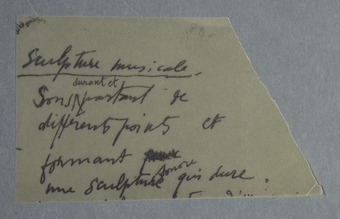 Sculpture musicale.
Sons durant et partant de
différents points et
formant
une sculpture sonore qui dure.